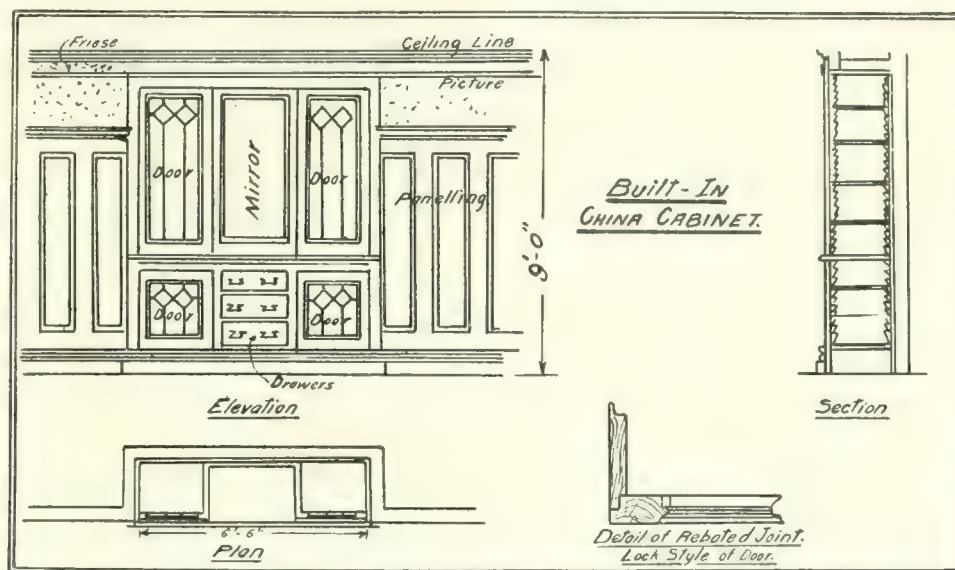 Friese
Ceiling Line
Picture
Door
Mirror
Door
Panelling
Built-In
China Cabinet.
9'-0"
Door
Door
Drawers
Elevation
Section
6'-6"
Plan
Detail of Reboted Joint.
Lock Style of Door.